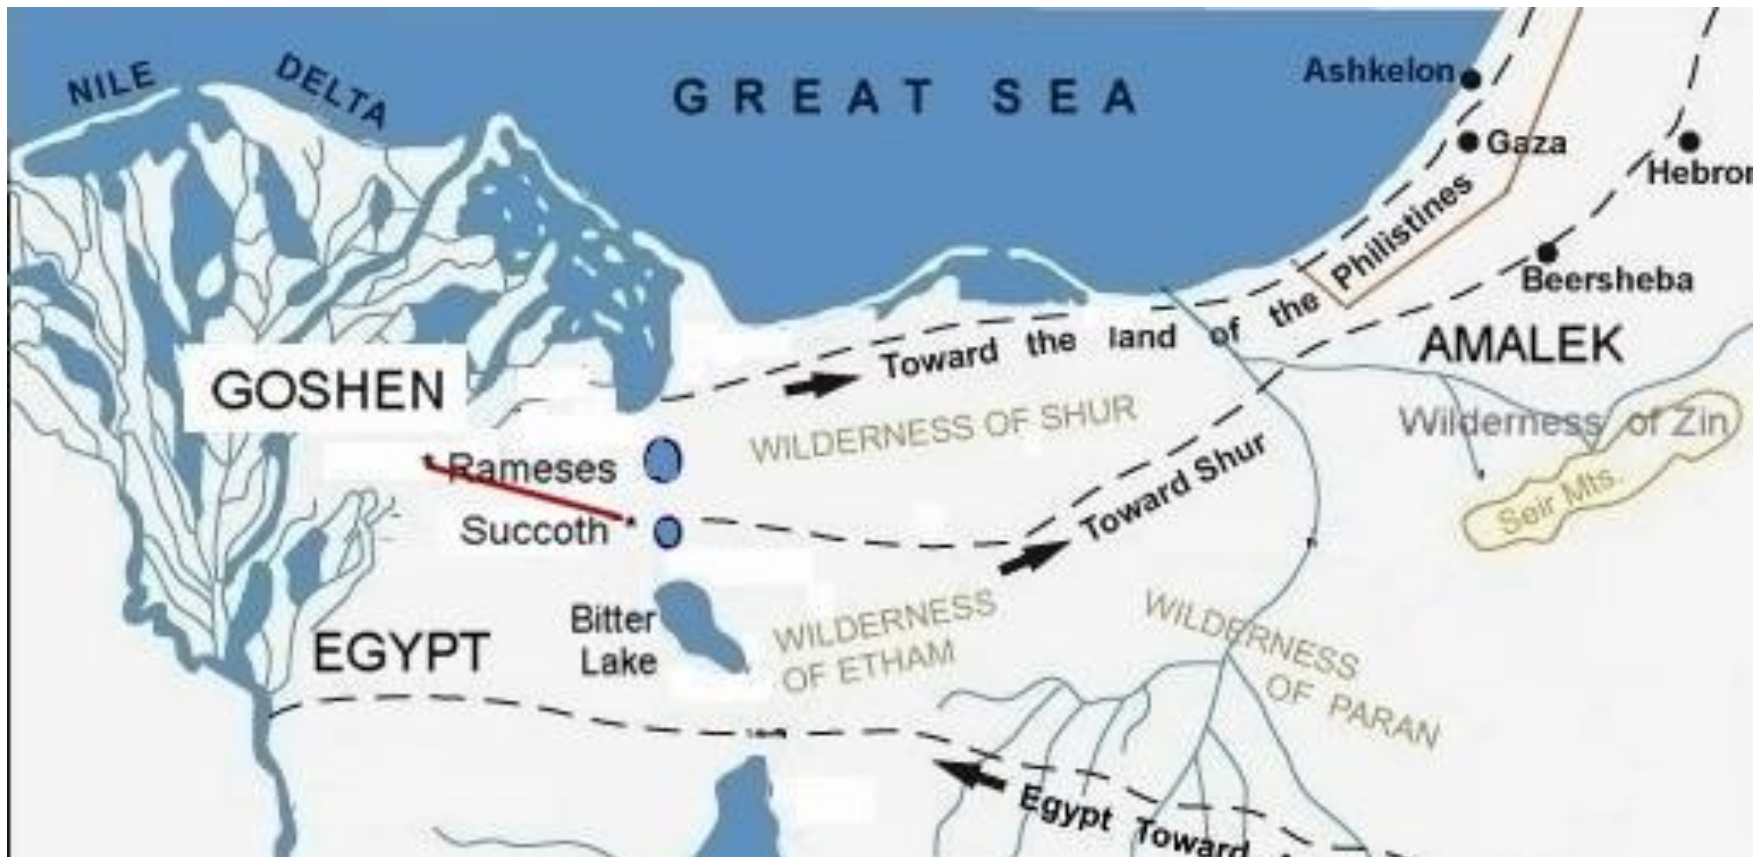 NILE
DELTA
GREAT SEA
Ashkelon
Gaza
Hebron
Philistines
Beersheba
Toward the land of the
AMALEK
GOSHEN
WILDERNESS OF SHUR
Wilderness of Zin
Rameses
Toward Shur
Seir Mts.
Succoth
Bitter
Lake
WILDERNESS
OF ETHAM
WILDERNESS
OF PARAN
EGYPT
Egypt Toward